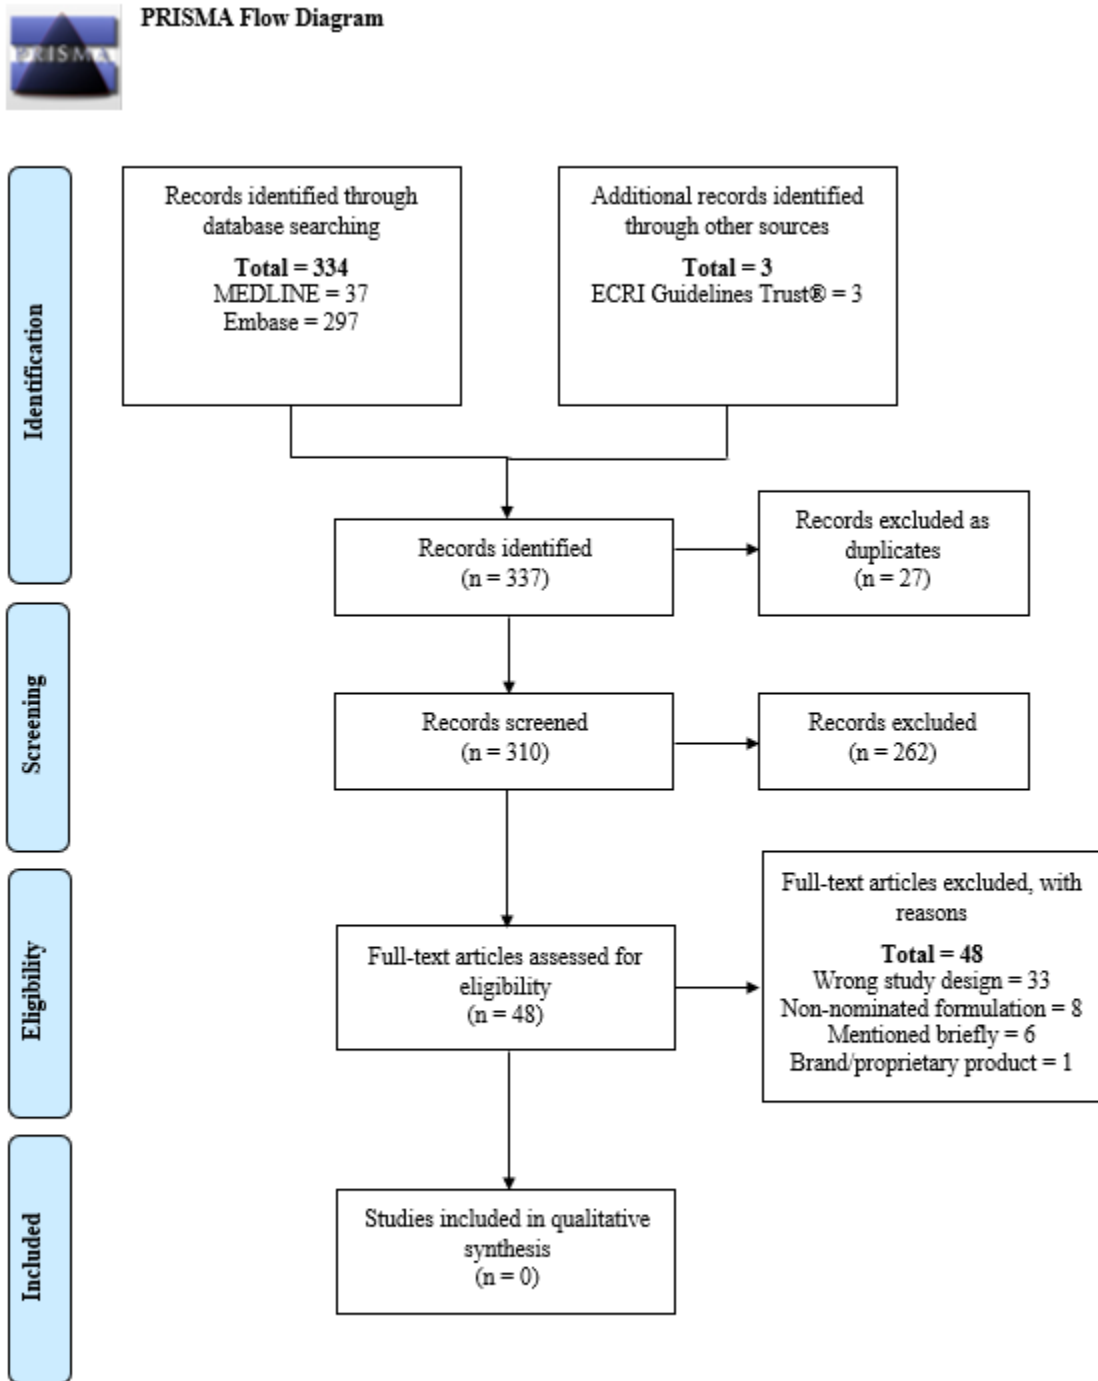 PRISMA Flow Diagram
PRISMA
Identification
Records identified through
database searching
Total = 334
MEDLINE = 37
Embase = 297
Additional records identified
through other sources
Total = 3
ECRI Guidelines Trust® = 3
Records identified
(n = 337)
Records excluded as
duplicates
(n = 27)
Screening
Records screened
(n = 310)
Records excluded
(n = 262)
Eligibility
Full-text articles assessed for
eligibility
(n = 48)
Full-text articles excluded, with
reasons
Total = 48
Wrong study design = 33
Non-nominated formulation = 8
Mentioned briefly = 6
Brand/proprietary product = 1
Included
Studies included in qualitative
synthesis
(n = 0)